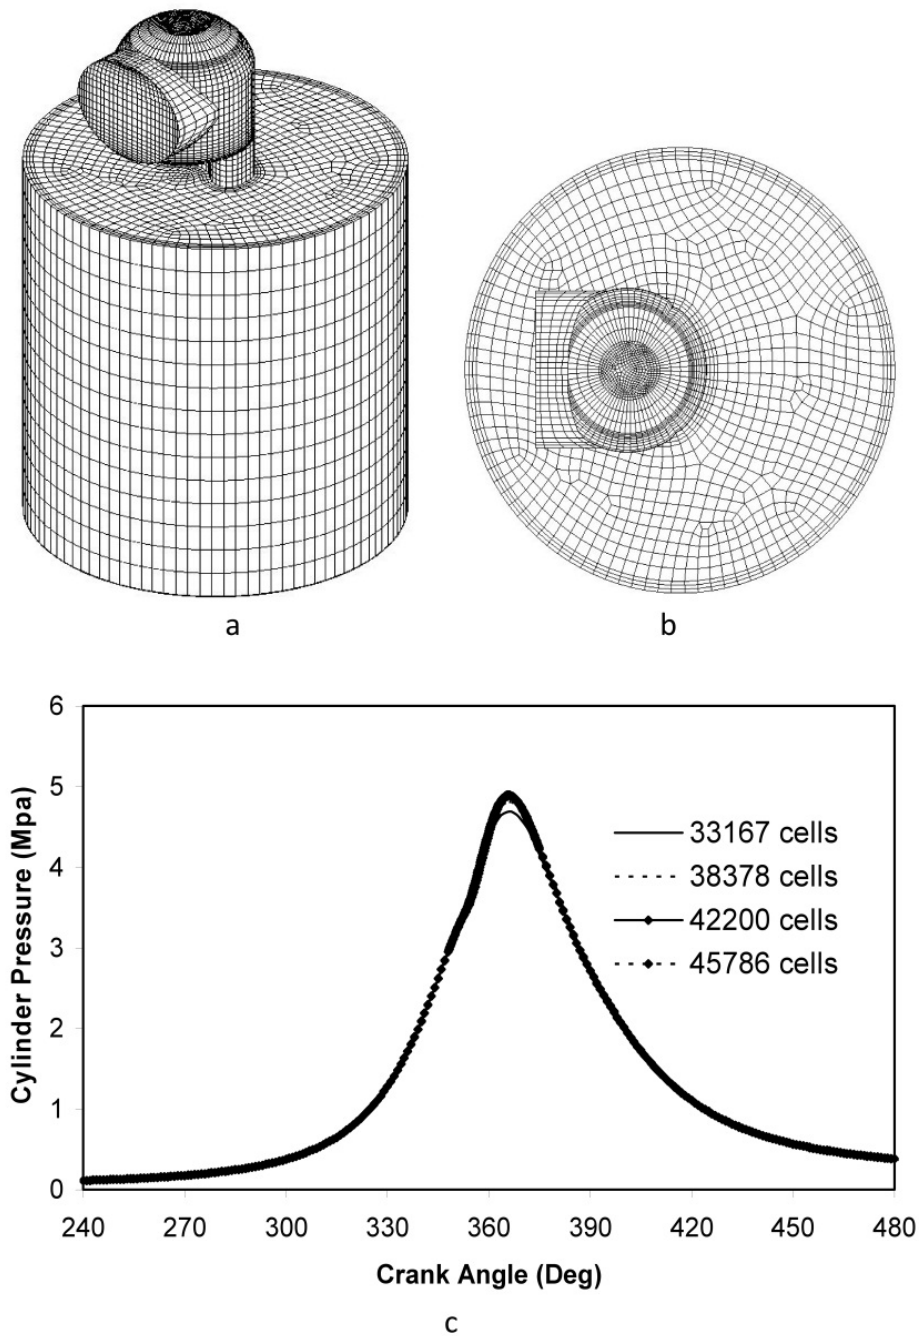 a
b
6
5
4
3
2
1
0
Cylinder Pressure (Mpa)
33167 cells
38378 cells
42200 cells
45786 cells
240 270 300 330 360 390 420 450 480
Crank Angle (Deg)
c